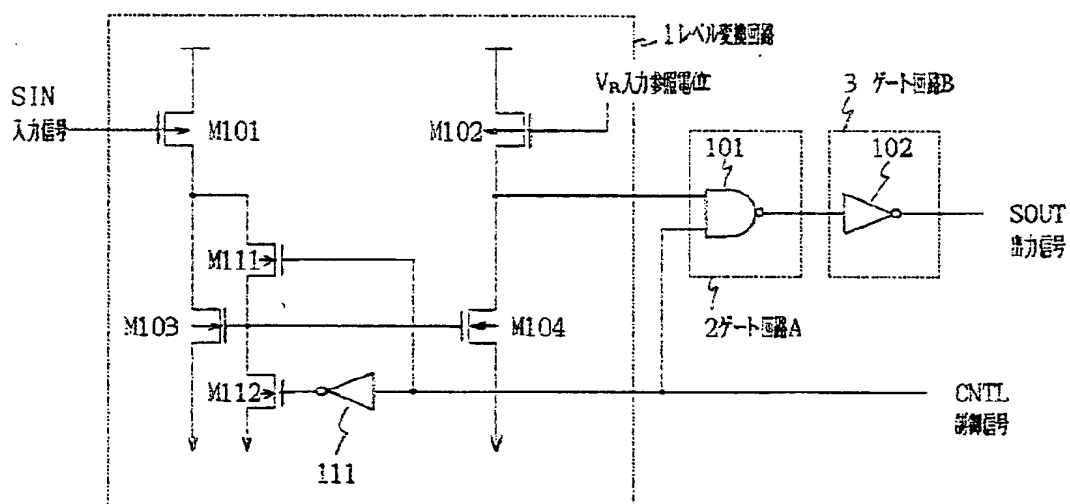 1レベル変換回路
SIN
入力信号
M101
M102
VR入力参照電位
3 ゲート回路B
101
102
SOUT
出力信号
M111
M103
M104
2ゲート回路A
M112
111
CNTL
制御信号